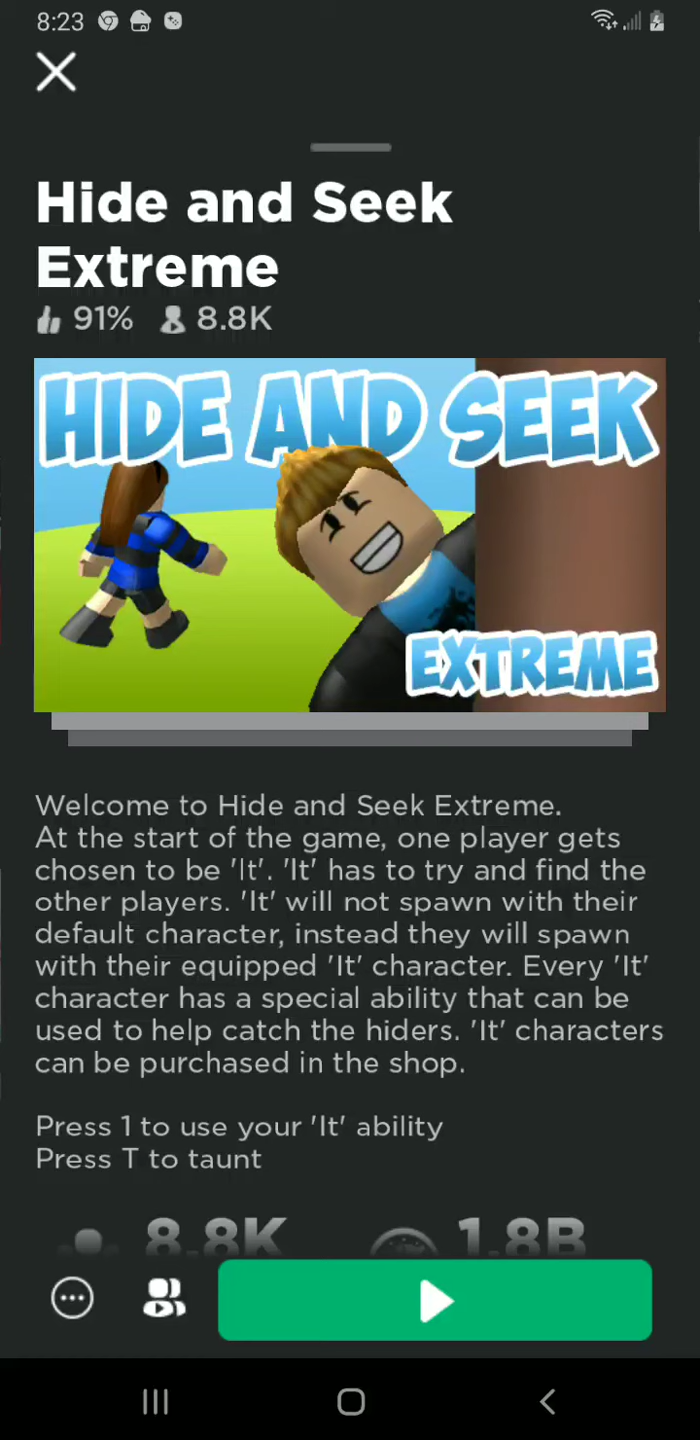 8:23
Hide and Seek
Extreme
91% 8.8K
HIDE AND SEEK
EXTREME
Welcome to Hide and Seek Extreme.
At the start of the game, one player gets
chosen to be 'It'. 'It' has to try and find the
other players. 'It' will not spawn with their
default character, instead they will spawn
with their equipped 'It' character. Every 'It'
character has a special ability that can be
used to help catch the hiders. 'It' characters
can be purchased in the shop.
Press 1 to use your 'It' ability
Press T to taunt
8.8K 1.8B